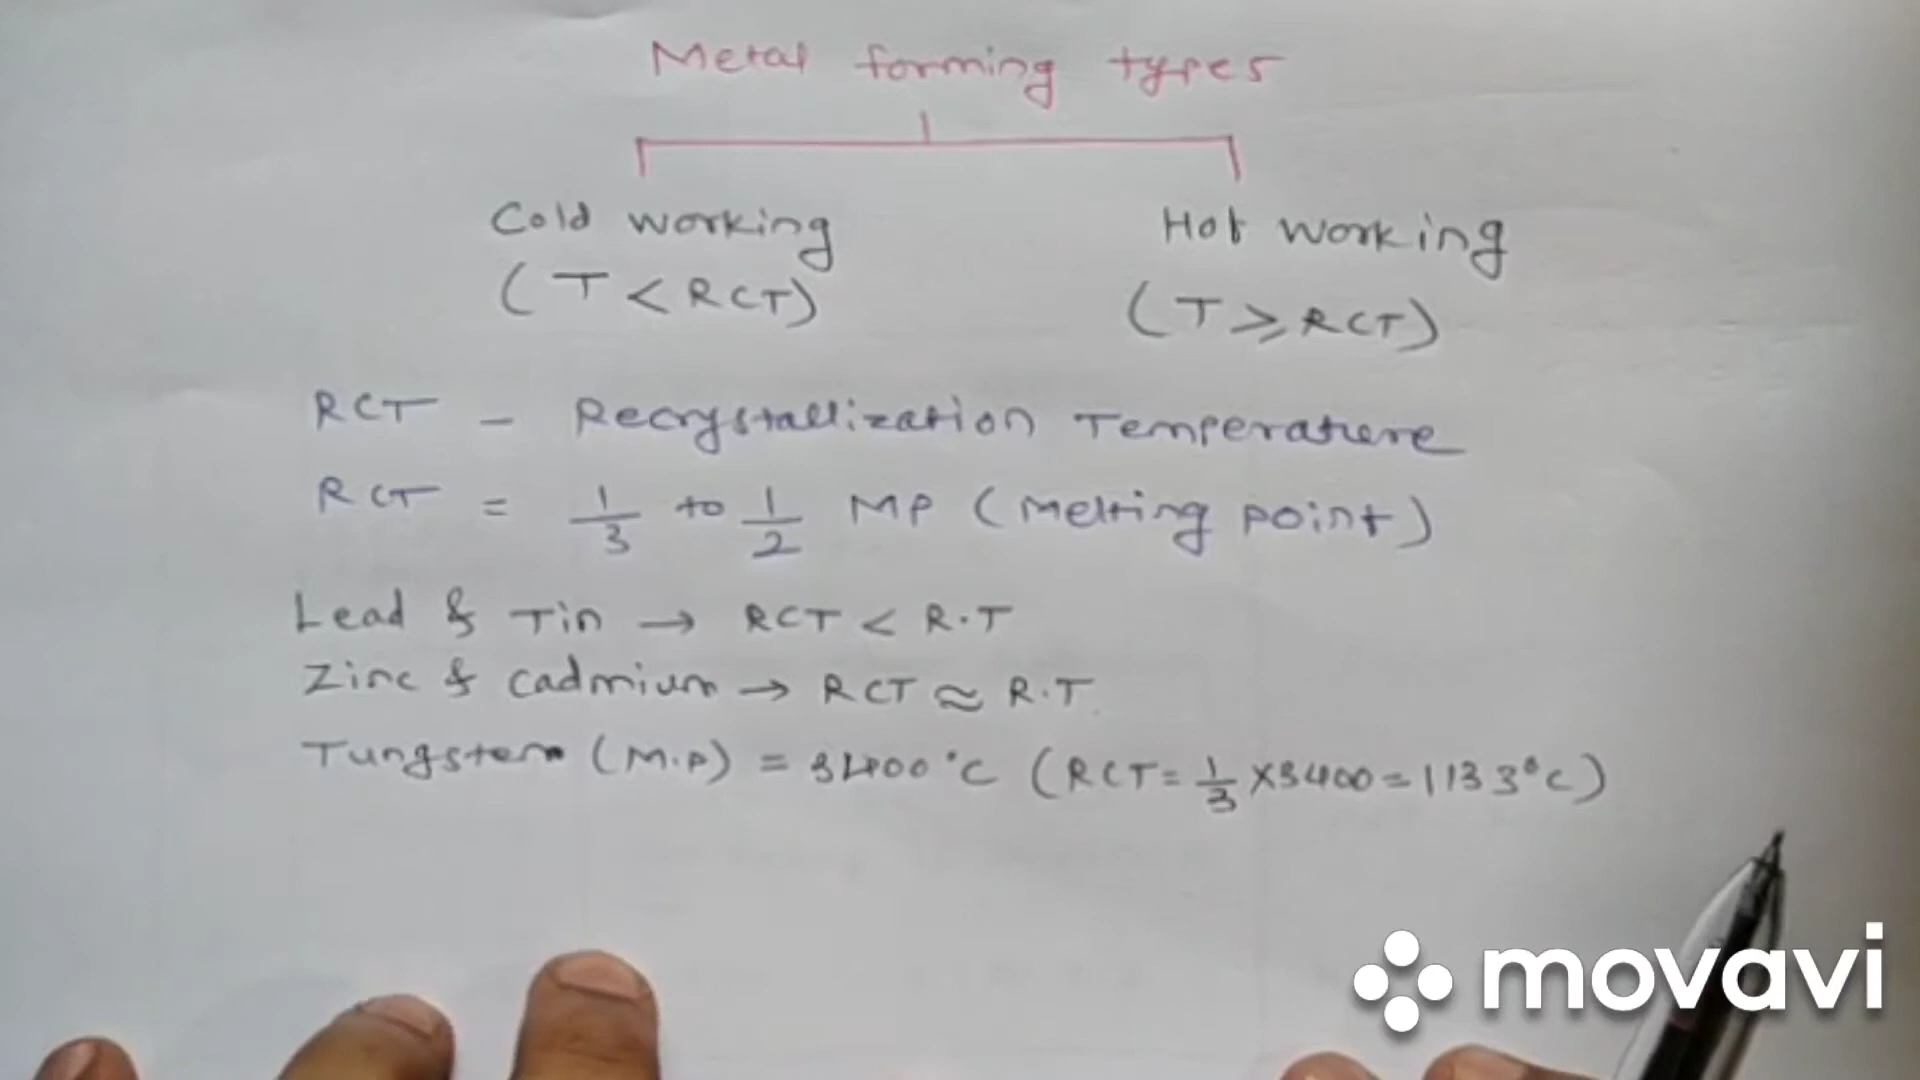 Metal forming types
Cold working
Hot working
(T < RCT)
(T ⩾ RCT)
RCT - Recrystallization Temperature
RCT = 1/3 to 1/2 MP (Melting point)
Lead & Tin → RCT < R.T
Zinc & cadmium → RCT ≈ R.T
Tungsten (M.P) = 3400°C (RCT = 1/3 X3400 = 1133°C)
movavi